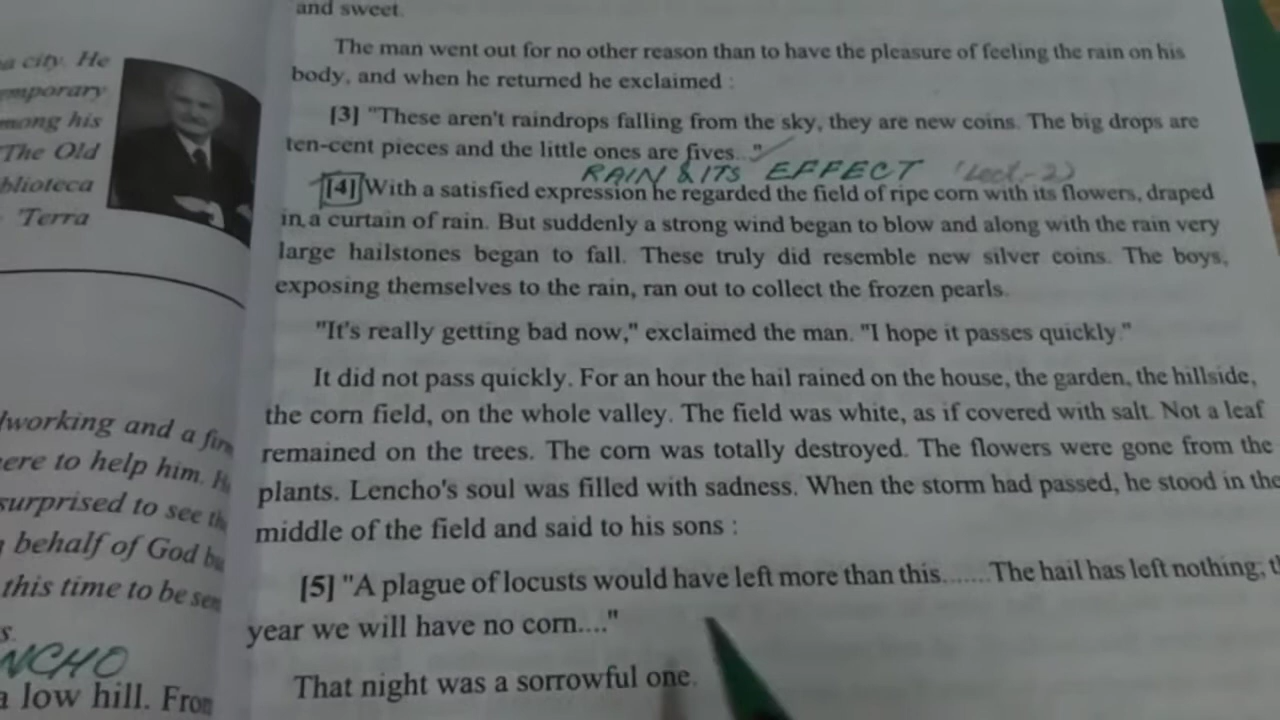 a city. He
mporary
mong his
The Old
blioteca
'Terra
working and a firm
ere to help him. H
surprised to see th
behalf of God bu
this time to be sen
s.
NCHO
a low hill. From
and sweet.
The man went out for no other reason than to have the pleasure of feeling the rain on his
body, and when he returned he exclaimed :
[3] "These aren't raindrops falling from the sky, they are new coins. The big drops are
ten-cent pieces and the little ones are fives..."
RAIN & ITS EFFECT (Lect-2)
[4] With a satisfied expression he regarded the field of ripe corn with its flowers, draped
in a curtain of rain. But suddenly a strong wind began to blow and along with the rain very
large hailstones began to fall. These truly did resemble new silver coins. The boys,
exposing themselves to the rain, ran out to collect the frozen pearls.
"It's really getting bad now," exclaimed the man. "I hope it passes quickly."
It did not pass quickly. For an hour the hail rained on the house, the garden, the hillside,
the corn field, on the whole valley. The field was white, as if covered with salt. Not a leaf
remained on the trees. The corn was totally destroyed. The flowers were gone from the
plants. Lencho's soul was filled with sadness. When the storm had passed, he stood in the
middle of the field and said to his sons :
[5] "A plague of locusts would have left more than this.......The hail has left nothing; t
year we will have no corn...."
That night was a sorrowful one.